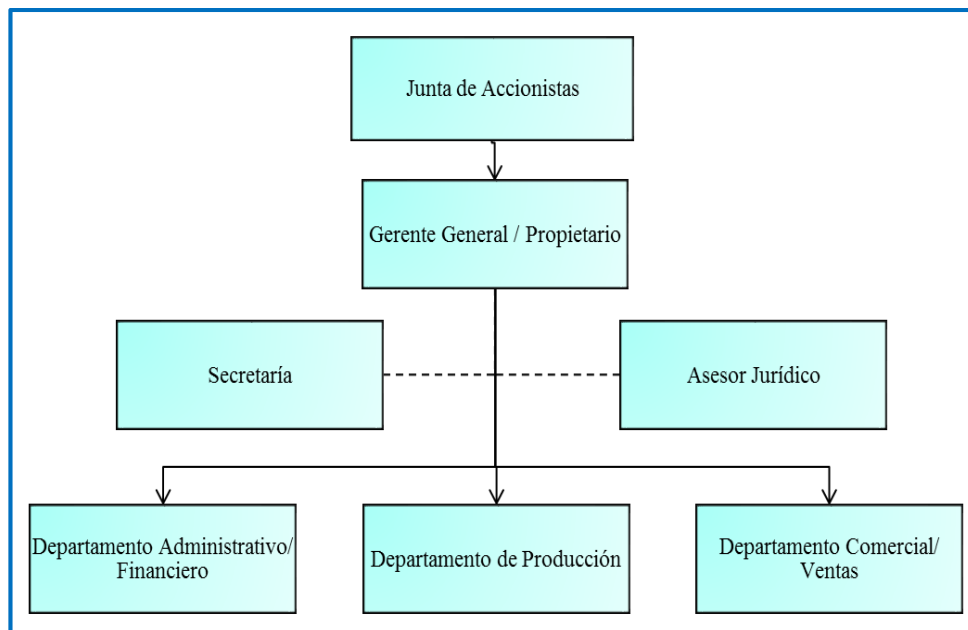 Junta de Accionistas
Gerente General / Propietario
Secretaría
Asesor Jurídico
Departamento Administrativo/
Financiero
Departamento de Producción
Departamento Comercial/
Ventas